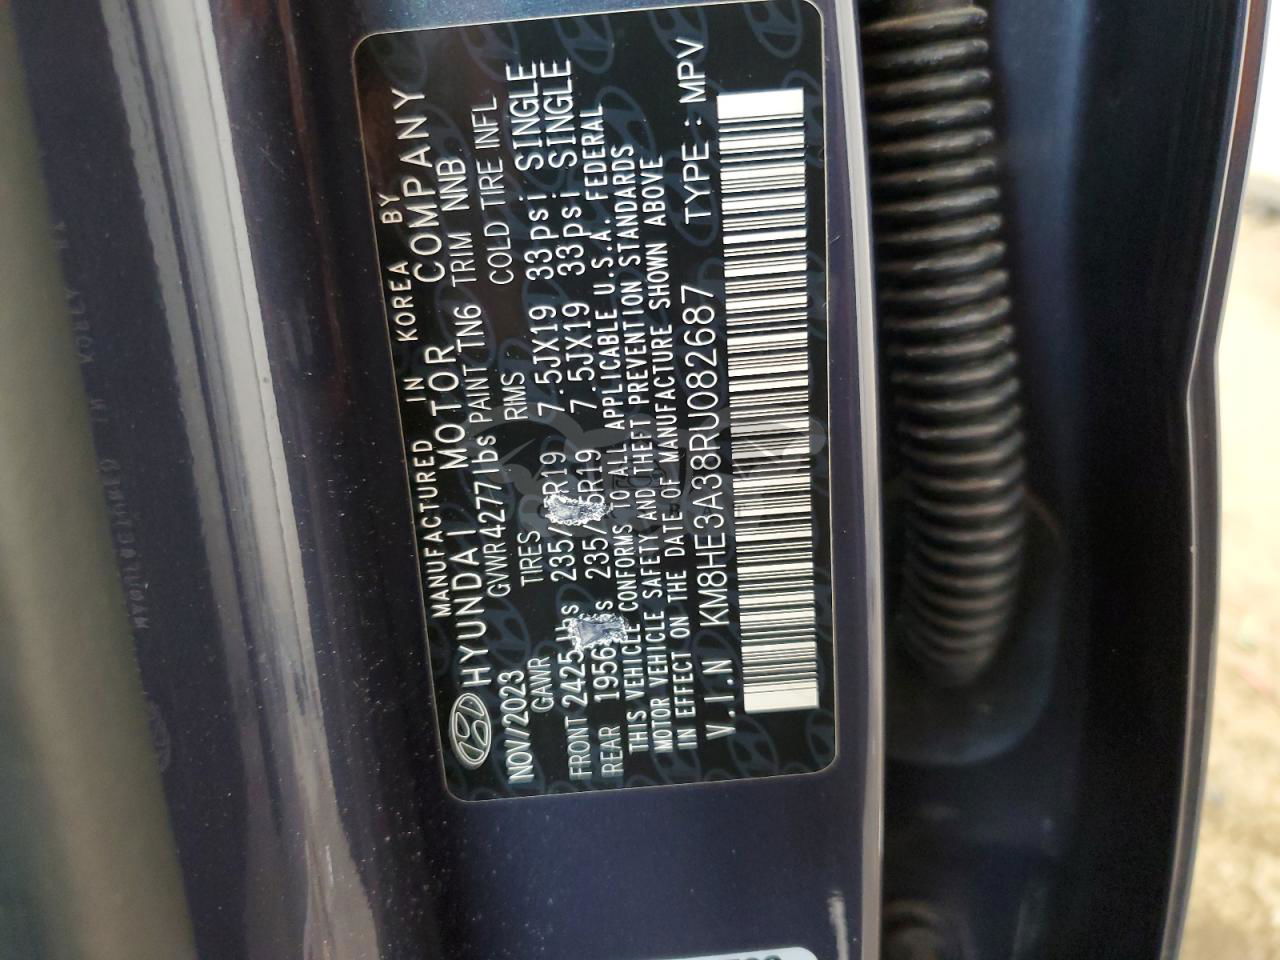 MANUFACTURED IN KOREA BY
HYUNDAI MOTOR COMPANY
NOV/2023 GVWR4277lbs PAINT TN6 TRIM NNB
GAWR TIRES RIMS COLD TIRE INFL
FRONT 2425lbs 235/ R19 7.5JX19 33psi SINGLE
REAR 1956 s 235/ 5R19 7.5JX19 33psi SINGLE
THIS VEHICLE CONFORMS TO ALL APPLICABLE U.S.A. FEDERAL
MOTOR VEHICLE SAFETY AND THEFT PREVENTION STANDARDS
IN EFFECT ON THE DATE OF MANUFACTURE SHOWN ABOVE
V.I.N KM8HE3A38RU082687 TYPE : MPV